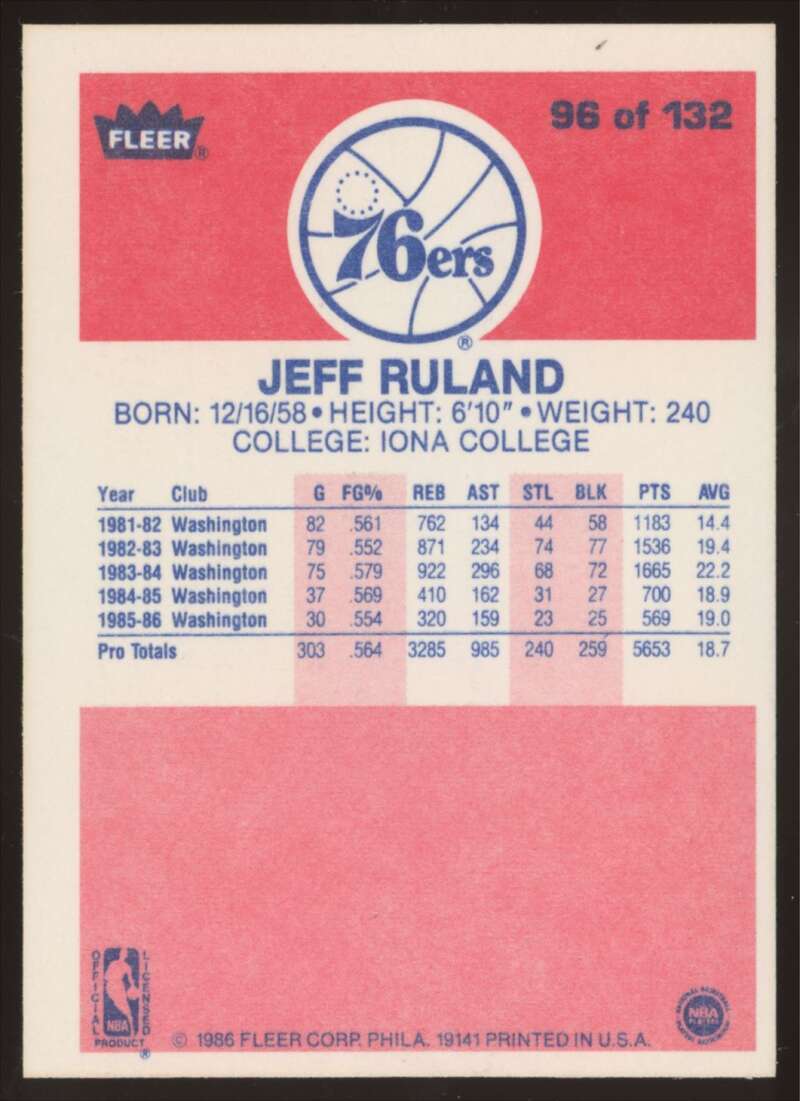 FLEER ®
96 of 132
76ers
®
JEFF RULAND
BORN: 12/16/58 • HEIGHT: 6'10" • WEIGHT: 240
COLLEGE: IONA COLLEGE
Year Club G FG% REB AST STL BLK PTS AVG
1981-82 Washington 82 .561 762 134 44 58 1183 14.4
1982-83 Washington 79 .552 871 234 74 77 1536 19.4
1983-84 Washington 75 .579 922 296 68 72 1665 22.2
1984-85 Washington 37 .569 410 162 31 27 700 18.9
1985-86 Washington 30 .554 320 159 23 25 569 19.0
Pro Totals 303 .564 3285 985 240 259 5653 18.7
OFFICIAL LICENSED
NBA
PRODUCT ®
© 1986 FLEER CORP. PHILA. 19141 PRINTED IN U.S.A.
NATIONAL BASKETBALL
NBA
PLAYERS
ASSOCIATION